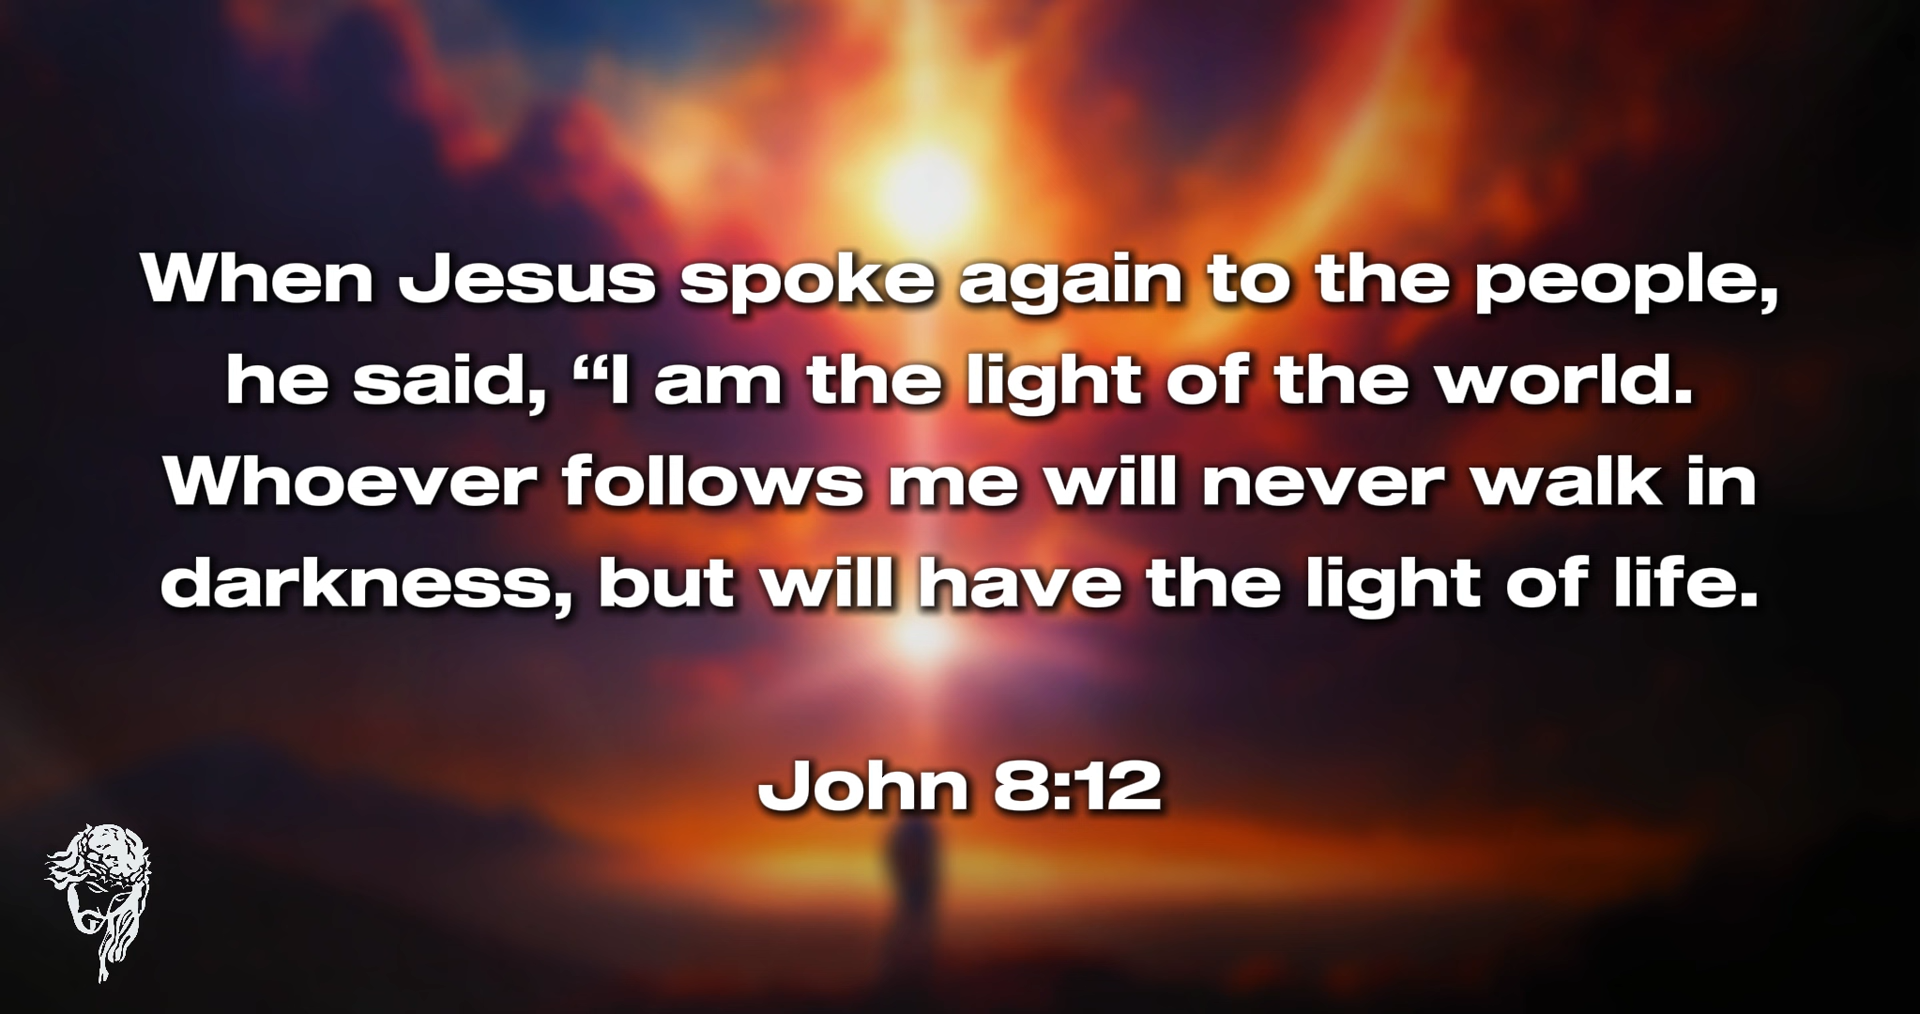 When Jesus spoke again to the people,
he said, “I am the light of the world.
Whoever follows me will never walk in
darkness, but will have the light of life.
John 8:12